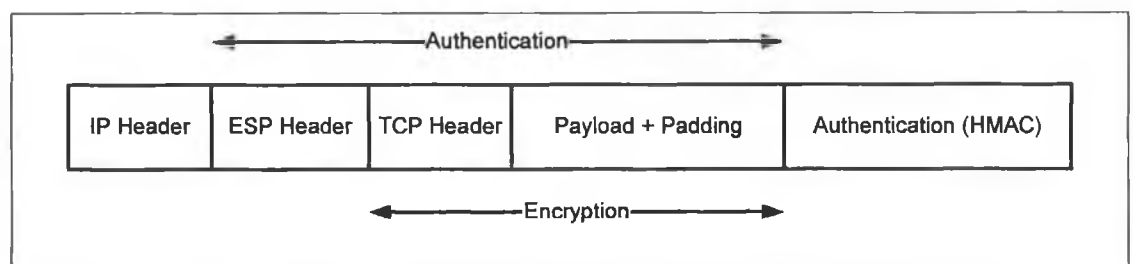 Authentication
IP Header
ESP Header
TCP Header
Payload + Padding
Authentication (HMAC)
Encryption